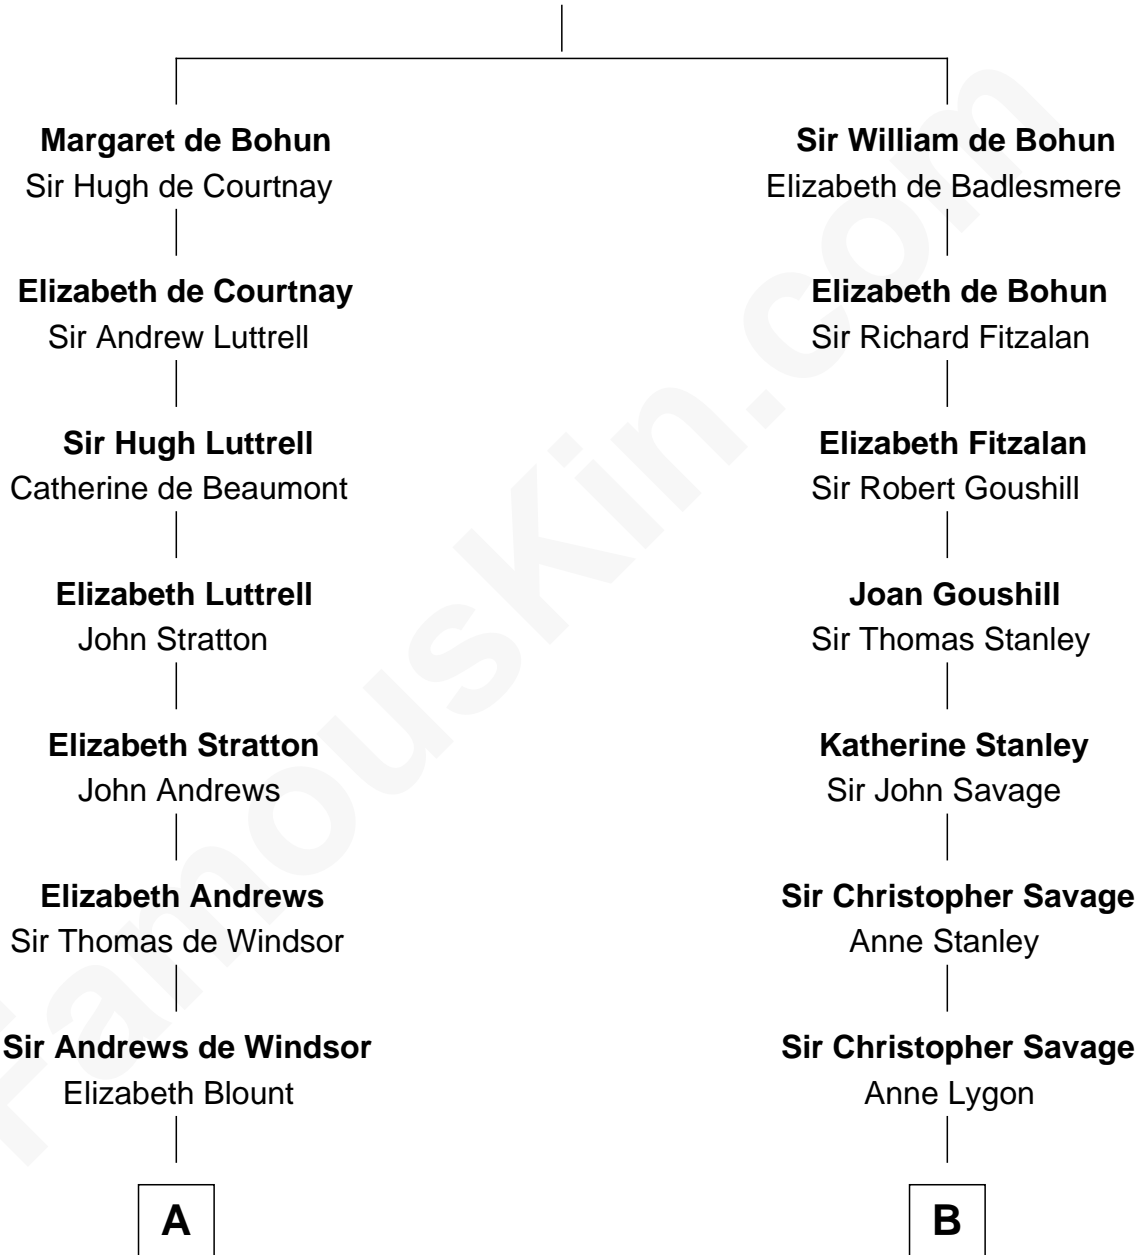 Margaret de Bohun
Sir Hugh de Courtnay
Elizabeth de Courtnay
Sir Andrew Luttrell
Sir Hugh Luttrell
Catherine de Beaumont
Elizabeth Luttrell
John Stratton
Elizabeth Stratton
John Andrews
Elizabeth Andrews
Sir Thomas de Windsor
Sir Andrews de Windsor
Elizabeth Blount
A
Sir William de Bohun
Elizabeth de Badlesmere
Elizabeth de Bohun
Sir Richard Fitzalan
Elizabeth Fitzalan
Sir Robert Goushill
Joan Goushill
Sir Thomas Stanley
Katherine Stanley
Sir John Savage
Sir Christopher Savage
Anne Stanley
Sir Christopher Savage
Anne Lygon
B
FamousKin.com